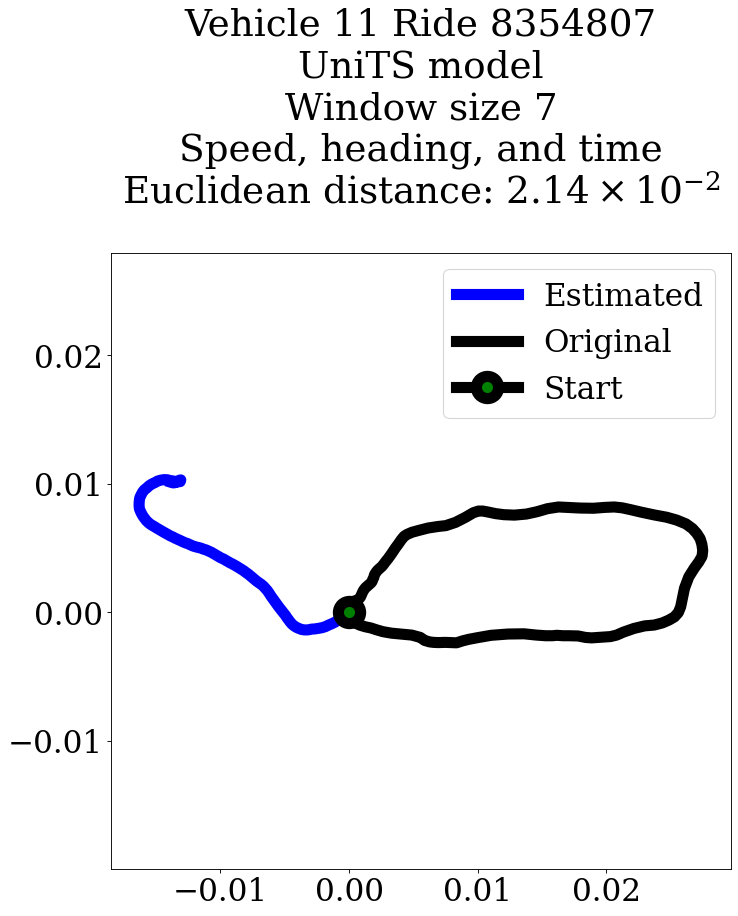 Vehicle 11 Ride 8354807
UniTS model
Window size 7
Speed, heading, and time
Euclidean distance: 2.14 × 10⁻²
Estimated
Original
Start
0.02
0.01
0.00
−0.01
−0.01 0.00 0.01 0.02